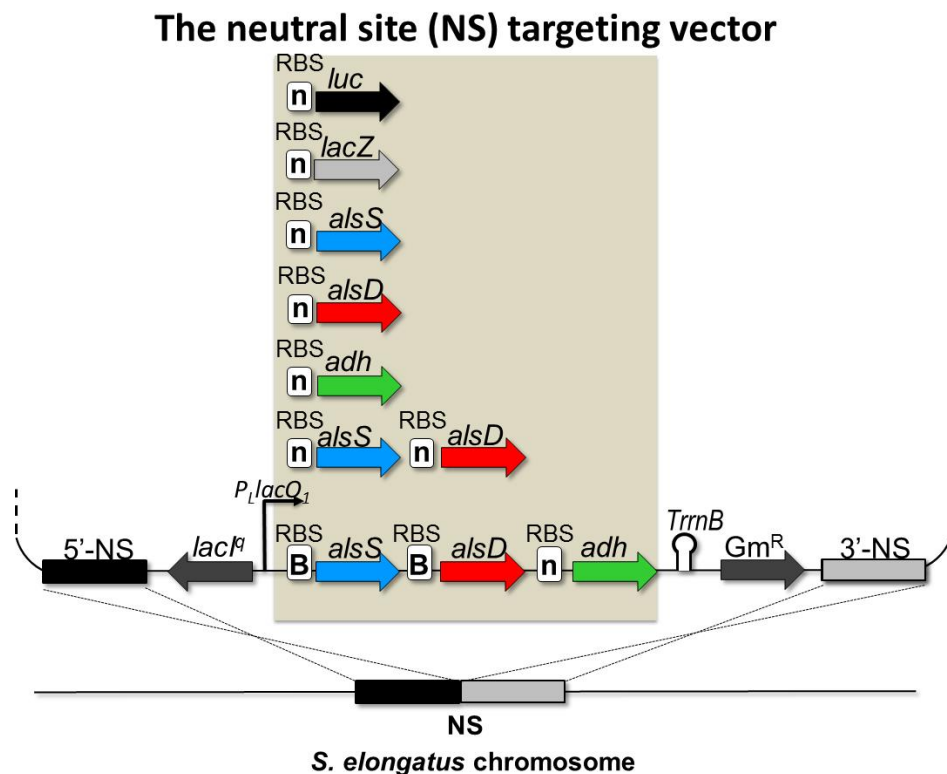 The neutral site (NS) targeting vector
RBS
luc
n
RBS
lacZ
n
RBS
alsS
n
RBS
alsD
n
RBS
adh
n
RBS alsS RBS alsD
n n
PLlacO1
5'-NS lacIq RBS alsS RBS alsD RBS adh TrrnB GmR 3'-NS
B B n
NS
S. elongatus chromosome